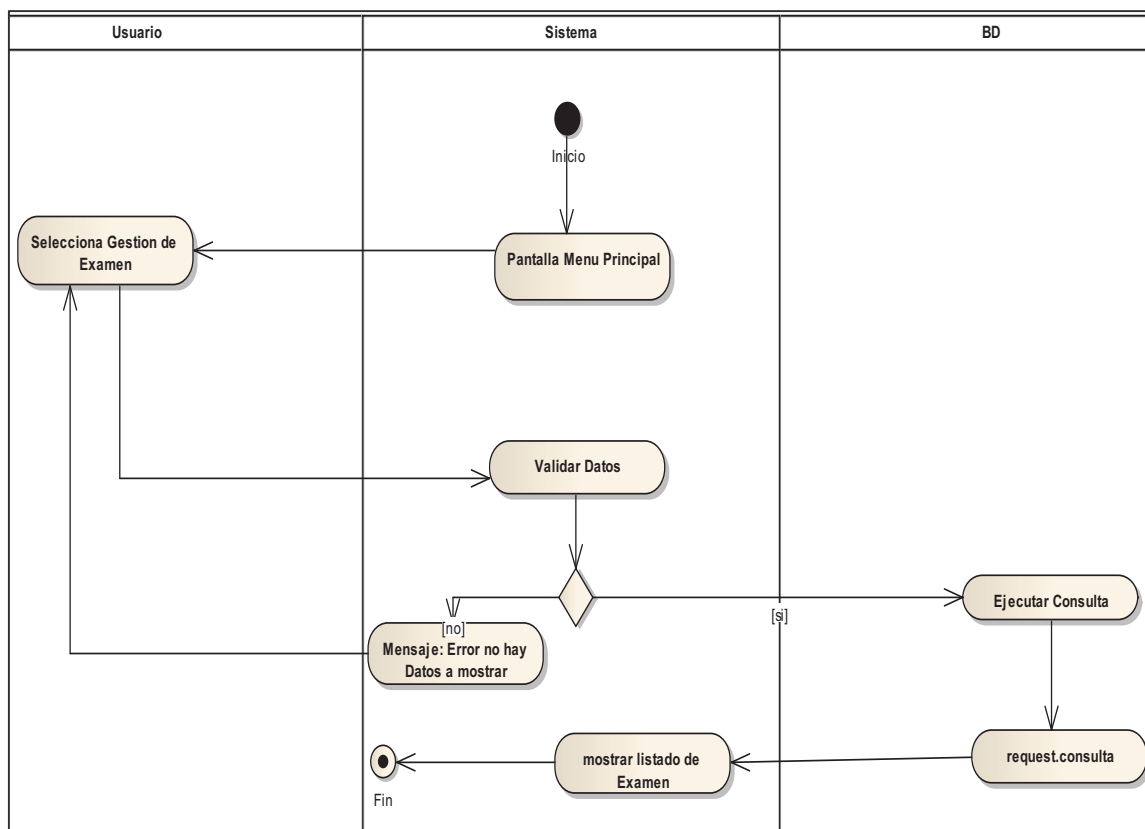 Usuario
Sistema
BD
Inicio
Selecciona Gestion de
Examen
Pantalla Menu Principal
Validar Datos
[no]
[si]
Ejecutar Consulta
Mensaje: Error no hay
Datos a mostrar
request.consulta
mostrar listado de
Examen
Fin